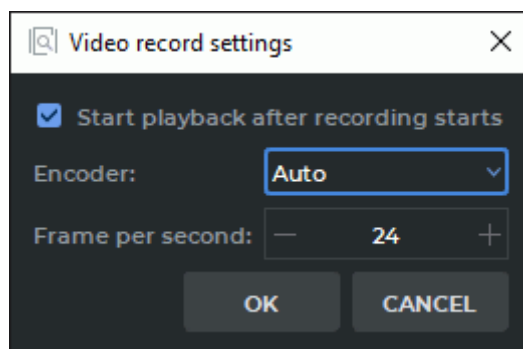 Video record settings
Start playback after recording starts
Encoder: Auto
Frame per second: 24
OK CANCEL